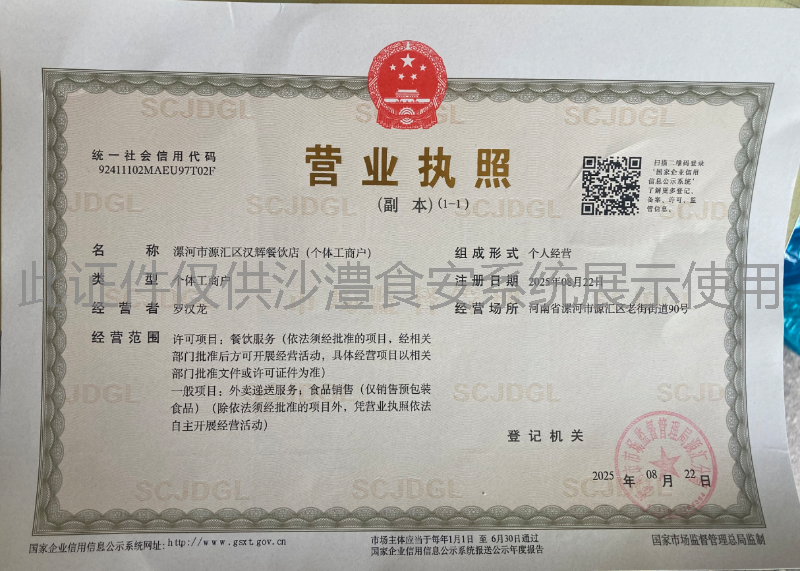 统一社会信用代码
92411102MAEU97T02F
营业执照
(副 本)(1-1)
扫描二维码登录
"国家企业信用
信息公示系统"
了解更多登记、
备案、许可、监
管信息。
名 称 漯河市源汇区汉辉餐饮店(个体工商户)
类 型 个体工商户
经 营 者 罗汉龙
经营范围 许可项目:餐饮服务(依法须经批准的项目,经相关
部门批准后方可开展经营活动,具体经营项目以相关
部门批准文件或许可证件为准)
一般项目:外卖递送服务;食品销售(仅销售预包装
食品)(除依法须经批准的项目外,凭营业执照依法
自主开展经营活动)
组成形式 个人经营
注册日期 2025年08月22日
经营场所 河南省漯河市源汇区老街街道90号
此证件仅供沙澧食安系统展示使用
登记机关
2025 年 08 月 22 日
国家企业信用信息公示系统网址:http://www.gsxt.gov.cn
市场主体应当于每年1月1日 至 6月30日通过
国家企业信用信息公示系统报送公示年度报告
国家市场监督管理总局监制
SCJDGL
SCJDGL
SCJDGL
SCJDGL
SCJDGL
SCJDGL
SCJDGL
SCJDGL
SCJDGL